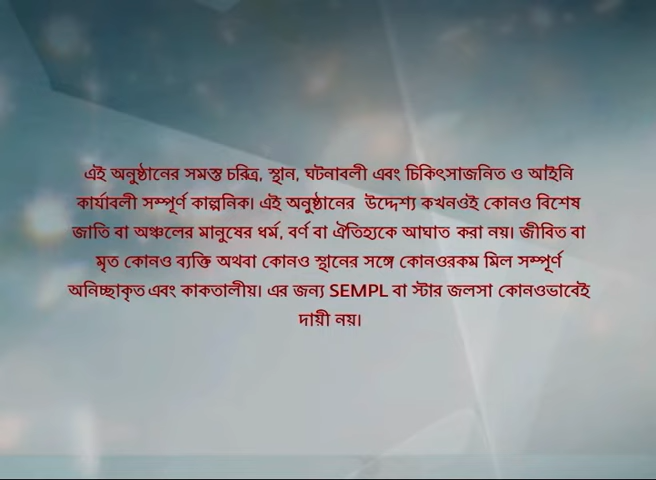 এই অনুষ্ঠানের সমস্ত চরিত্র, স্থান, ঘটনাবলী এবং চিকিৎসাজনিত ও আইনি
কার্যাবলী সম্পূর্ণ কাল্পনিক। এই অনুষ্ঠানের উদ্দেশ্য কখনওই কোনও বিশেষ
জাতি বা অঞ্চলের মানুষের ধর্ম, বর্ণ বা ঐতিহ্যকে আঘাত করা নয়। জীবিত বা
মৃত কোনও ব্যক্তি অথবা কোনও স্থানের সঙ্গে কোনওরকম মিল সম্পূর্ণ
অনিচ্ছাকৃত এবং কাকতালীয়। এর জন্য SEMPL বা স্টার জলসা কোনওভাবেই
দায়ী নয়।